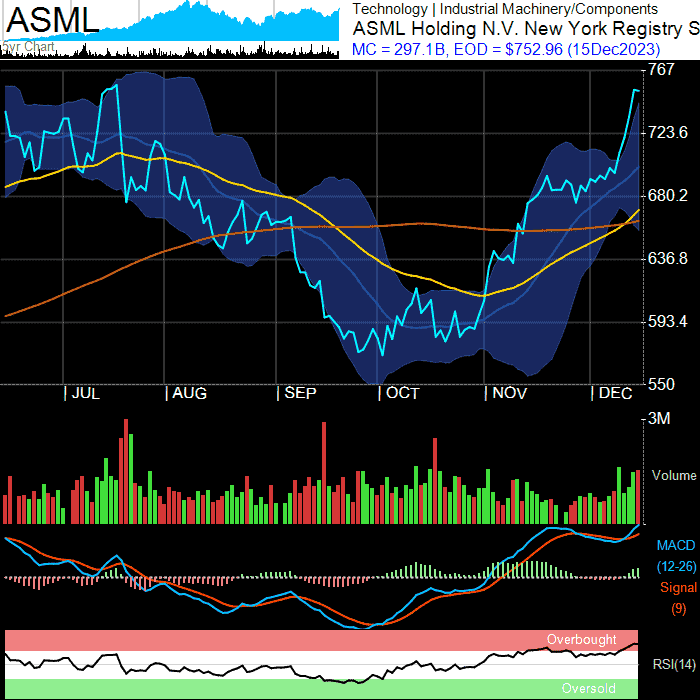 ASML
5yr Chart
Technology | Industrial Machinery/Components
ASML Holding N.V. New York Registry S
MC = 297.1B, EOD = $752.96 (15Dec2023)
767
723.6
680.2
636.8
593.4
550
| JUL | AUG | SEP | OCT | NOV | DEC
3M
Volume
MACD
(12-26)
Signal
(9)
Overbought
RSI(14)
Oversold